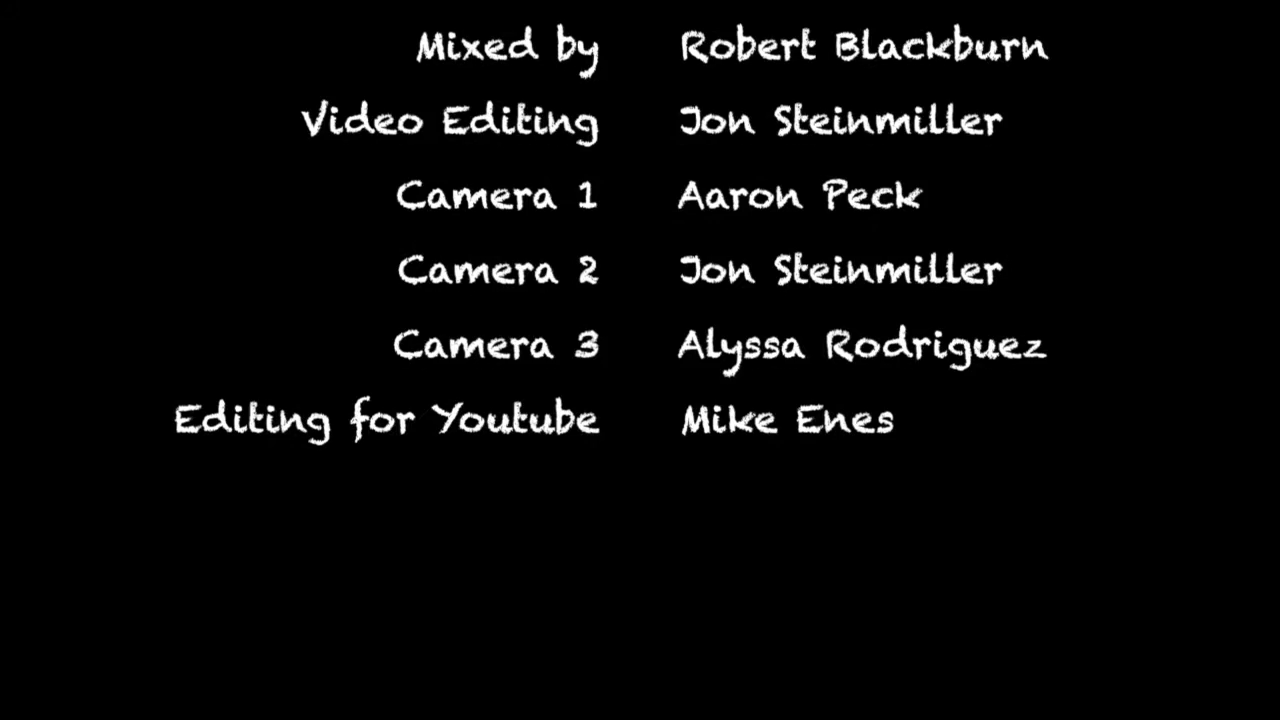 Mixed by Robert Blackburn
Video Editing Jon Steinmiller
Camera 1 Aaron Peck
Camera 2 Jon Steinmiller
Camera 3 Alyssa Rodriguez
Editing for Youtube Mike Enes